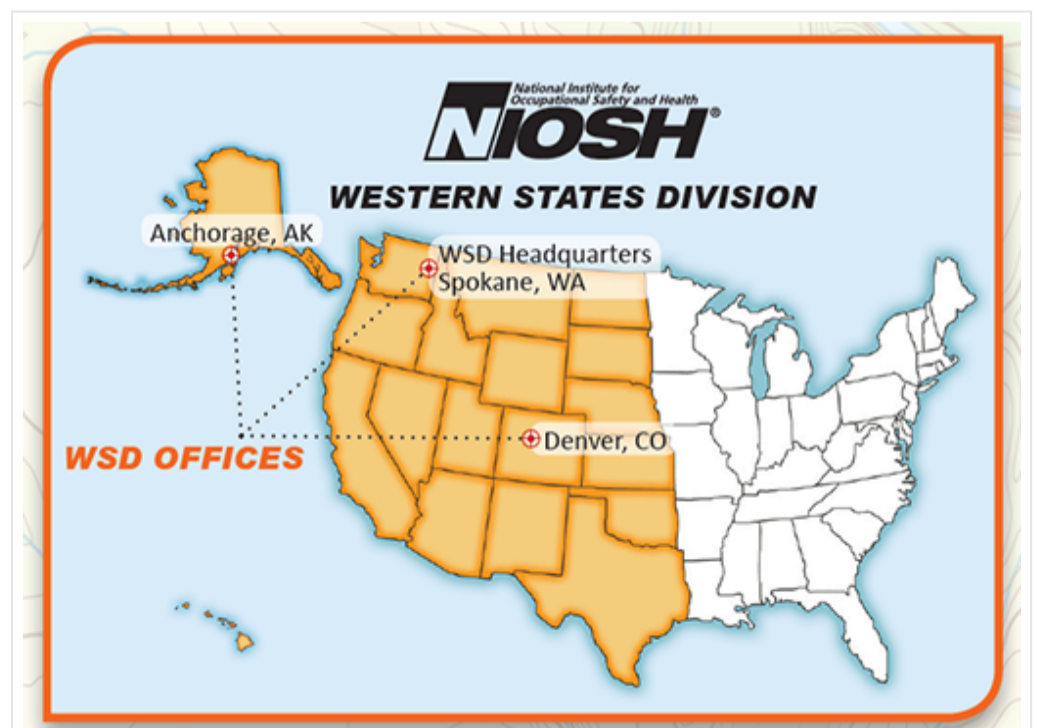 National Institute for
Occupational Safety and Health
NIOSH®
WESTERN STATES DIVISION
Anchorage, AK
WSD Headquarters
Spokane, WA
Denver, CO
WSD OFFICES